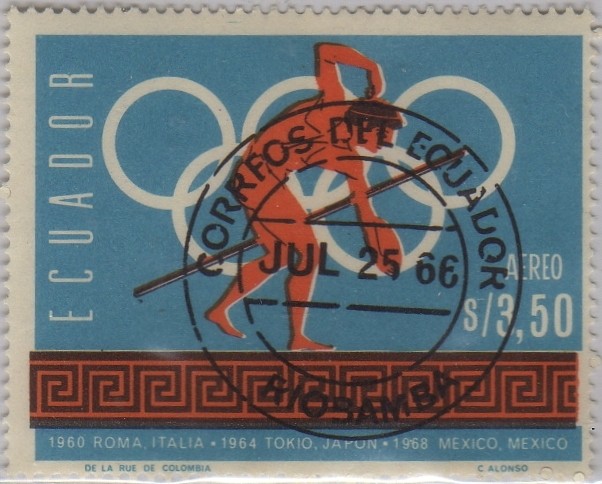 ECUADOR
CORREOS DEL ECUADOR
JUL 25 66
RIOBAMBA
AEREO
S/3,50
1960 ROMA, ITALIA • 1964 TOKIO, JAPON • 1968 MEXICO, MEXICO
DE LA RUE DE COLOMBIA
C. ALONSO